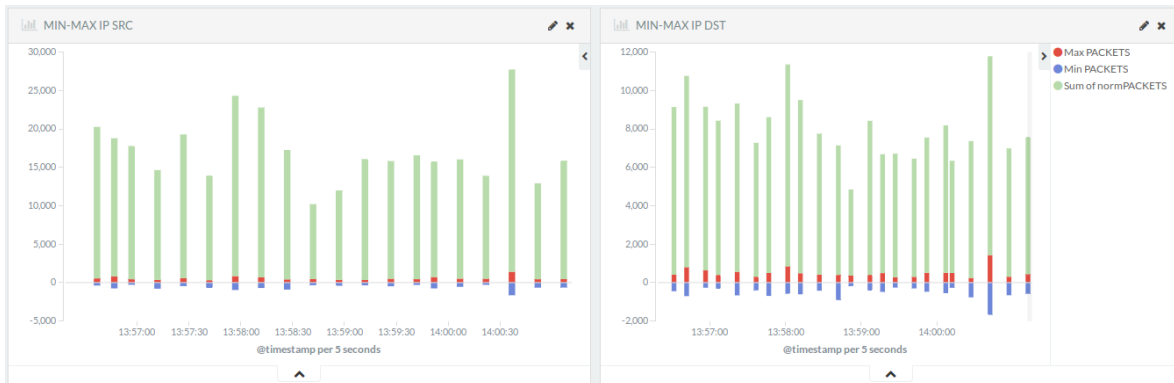 MIN-MAX IP SRC
30,000
25,000
20,000
15,000
10,000
5,000
0
-5,000
13:57:00 13:57:30 13:58:00 13:58:30 13:59:00 13:59:30 14:00:00 14:00:30
@timestamp per 5 seconds
MIN-MAX IP DST
12,000
10,000
8,000
6,000
4,000
2,000
0
-2,000
13:57:00 13:58:00 13:59:00 14:00:00
@timestamp per 5 seconds
Max PACKETS
Min PACKETS
Sum of normPACKETS